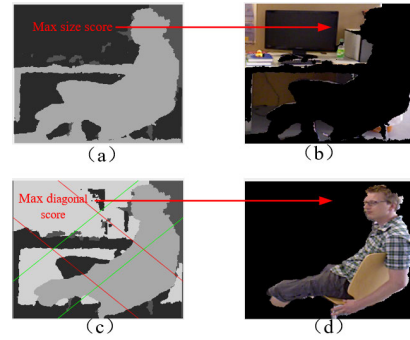 Max size score
(a)
(b)
Max diagonal
score
(c)
(d)